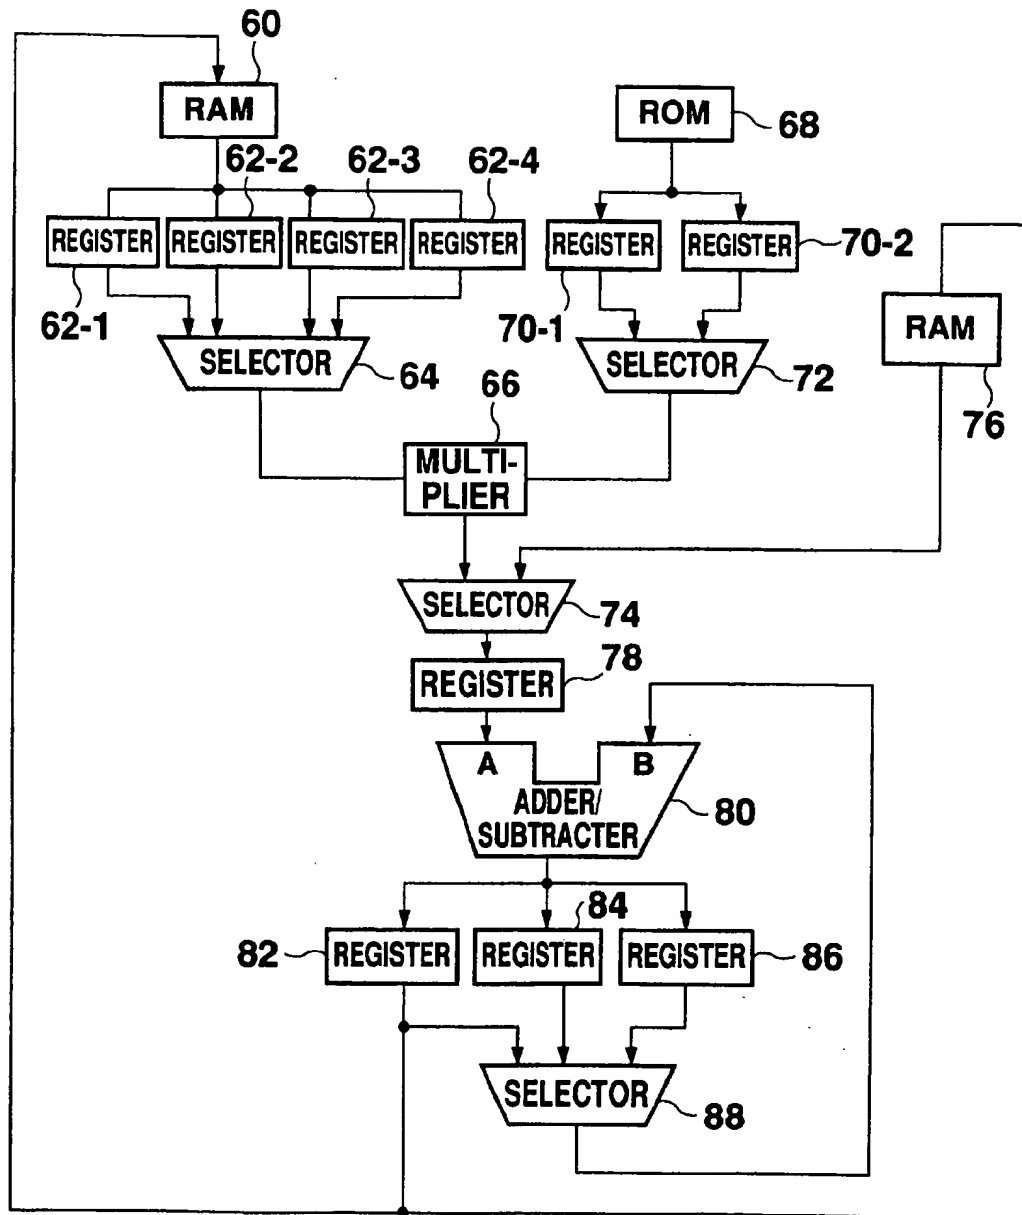 60
RAM
ROM
68
62-2
62-3
62-4
REGISTER
REGISTER
REGISTER
REGISTER
REGISTER
REGISTER
70-2
62-1
70-1
RAM
SELECTOR
64
SELECTOR
72
76
66
MULTI-
PLIER
SELECTOR
74
REGISTER
78
A
B
ADDER/
SUBTRACTER
80
82
REGISTER
84
REGISTER
REGISTER
86
SELECTOR
88